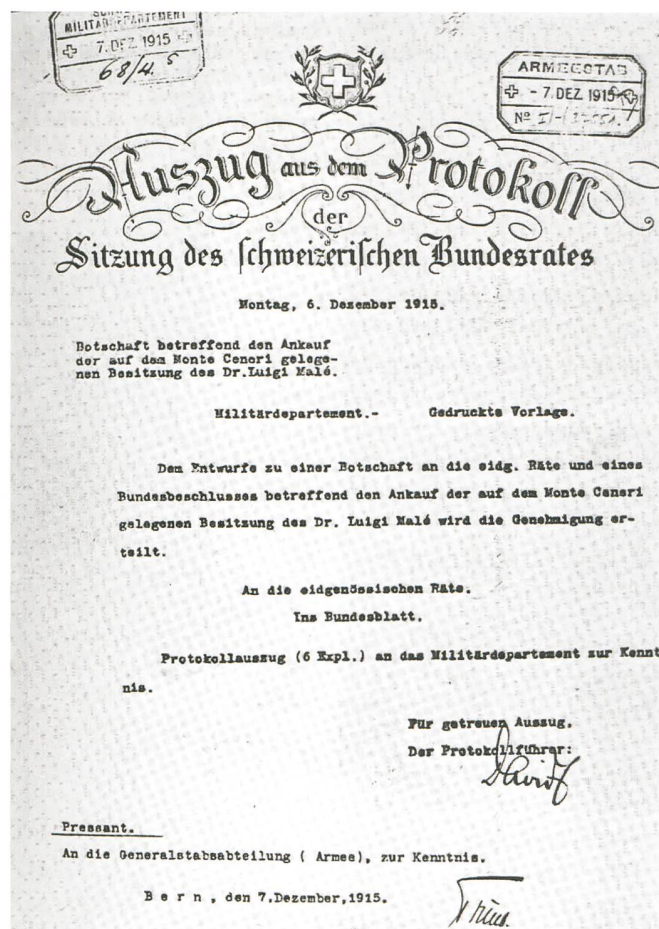 MILITÄRDEPARTEMENT
7. DEZ 1915
68/4. 5
ARMEESTAB
- 7. DEZ 1915
No
Auszug aus dem Protokoll
der
Sitzung des schweizerischen Bundesrates
Montag, 6. Dezember 1915.
Botschaft betreffend den Ankauf
der auf dem Monte Ceneri gelege-
nen Besitzung des Dr.Luigi Malé.
Militärdepartement.- Gedruckte Vorlage.
Dem Entwurfe zu einer Botschaft an die eidg. Räte und eines
Bundesbeschlusses betreffend den Ankauf der auf dem Monte Ceneri
gelegenen Besitzung des Dr. Luigi Malé wird die Genehmigung er-
teilt.
An die eidgenössischen Räte.
Ins Bundesblatt.
Protokollauszug (6 Expl.) an das Militärdepartement zur Kennt
nis.
Für getreuen Auszug.
Der Protokollführer:
Pressant.
An die Generalstabsabteilung ( Armee), zur Kenntnis.
B e r n , den 7.Dezember,1915.